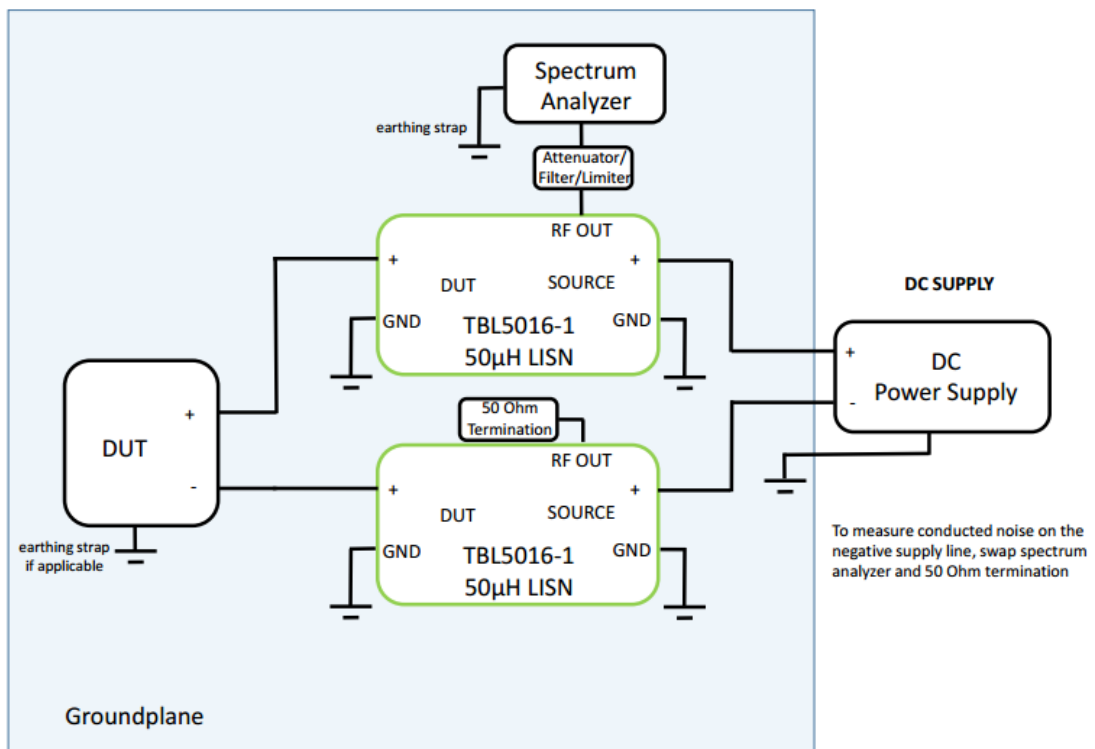 Spectrum
Analyzer
earthing strap
Attenuator/
Filter/Limiter
RF OUT
+
+
DUT
SOURCE
GND
GND
TBL5016-1
50µH LISN
DC SUPPLY
+
-
DC
Power Supply
50 Ohm
Termination
RF OUT
+
+
DUT
SOURCE
GND
GND
TBL5016-1
50µH LISN
DUT
+
-
earthing strap
if applicable
To measure conducted noise on the
negative supply line, swap spectrum
analyzer and 50 Ohm termination
Groundplane